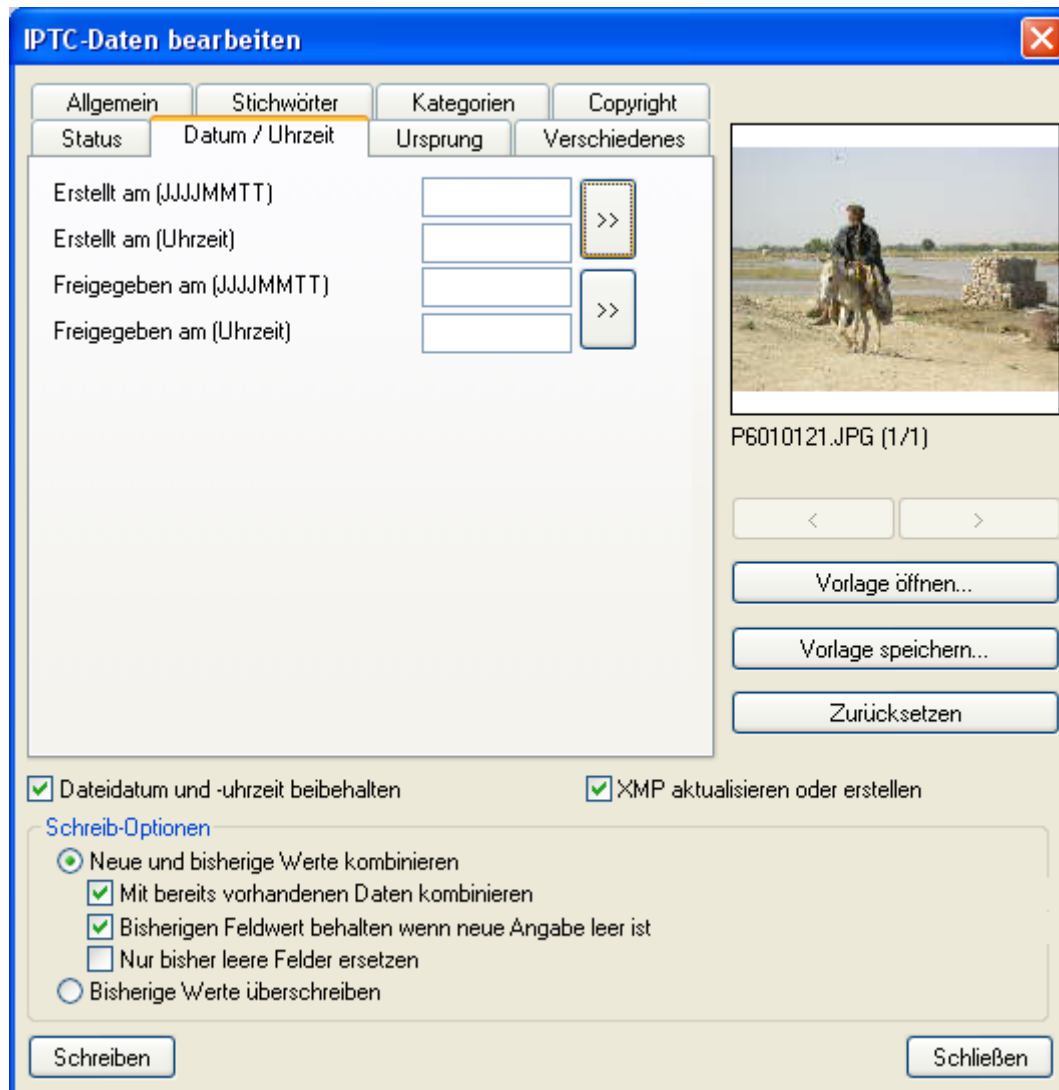 IPTC-Daten bearbeiten
Allgemein Stichwörter Kategorien Copyright
Status Datum / Uhrzeit Ursprung Verschiedenes
Erstellt am (JJJJMMTT)
>>
Erstellt am (Uhrzeit)
Freigegeben am (JJJJMMTT)
>>
Freigegeben am (Uhrzeit)
P6010121.JPG (1/1)
< >
Vorlage öffnen...
Vorlage speichern...
Zurücksetzen
Dateidatum und -uhrzeit beibehalten XMP aktualisieren oder erstellen
Schreib-Optionen
Neue und bisherige Werte kombinieren
Mit bereits vorhandenen Daten kombinieren
Bisherigen Feldwert behalten wenn neue Angabe leer ist
Nur bisher leere Felder ersetzen
Bisherige Werte überschreiben
Schreiben Schließen